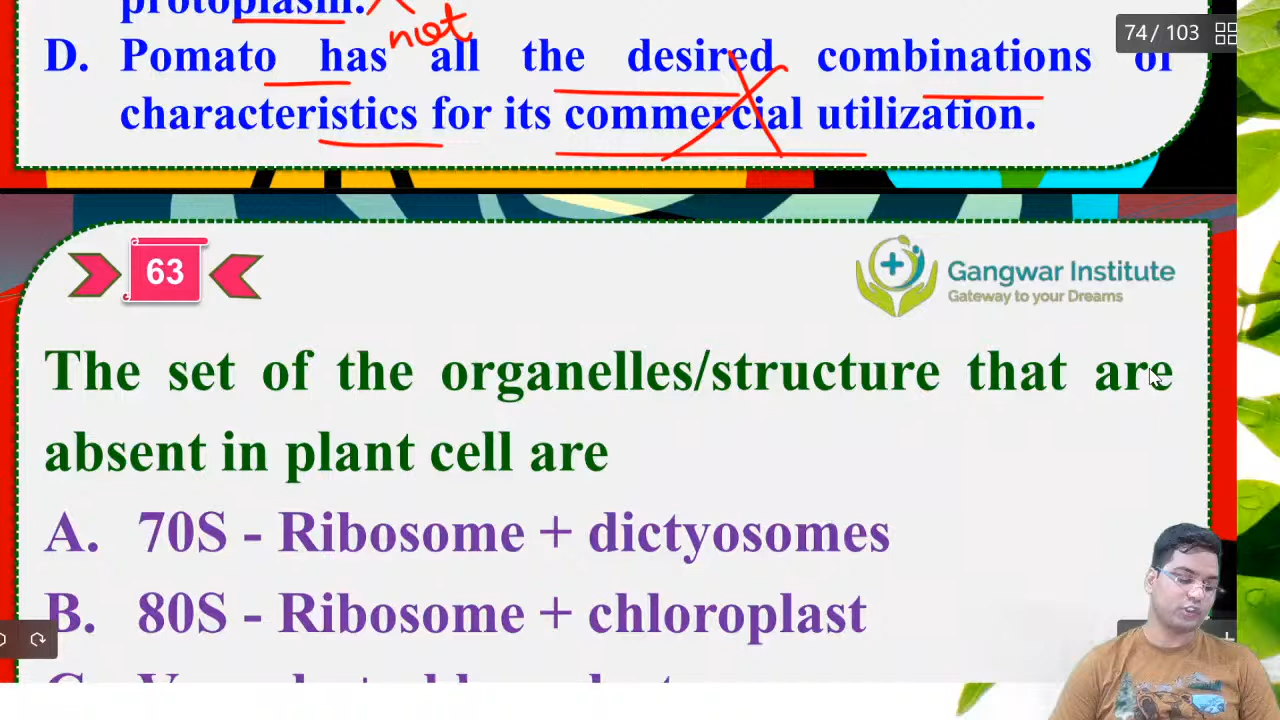 protoplasm.
not
D. Pomato has all the desired combinations of
characteristics for its commercial utilization.
74 / 103
63
Gangwar Institute
Gateway to your Dreams
The set of the organelles/structure that are
absent in plant cell are
A. 70S - Ribosome + dictyosomes
B. 80S - Ribosome + chloroplast